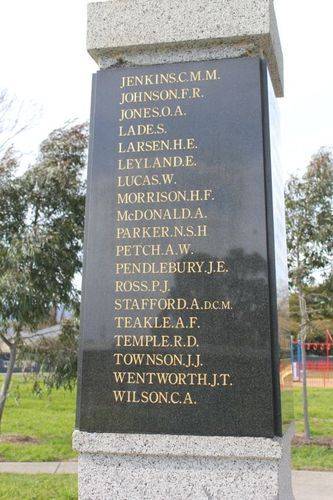 JENKINS.C.M.M.
JOHNSON.F.R.
JONES.O.A.
LADE.S.
LARSEN.H.E.
LEYLAND.E.
LUCAS.W.
MORRISON.H.F.
McDONALD.A.
PARKER.N.S.H
PETCH.A.W.
PENDLEBURY.J.E.
ROSS.P.J.
STAFFORD.A.D.C.M.
TEAKLE.A.F.
TEMPLE.R.D.
TOWNSON.J.J.
WENTWORTH.J.T.
WILSON.C.A.